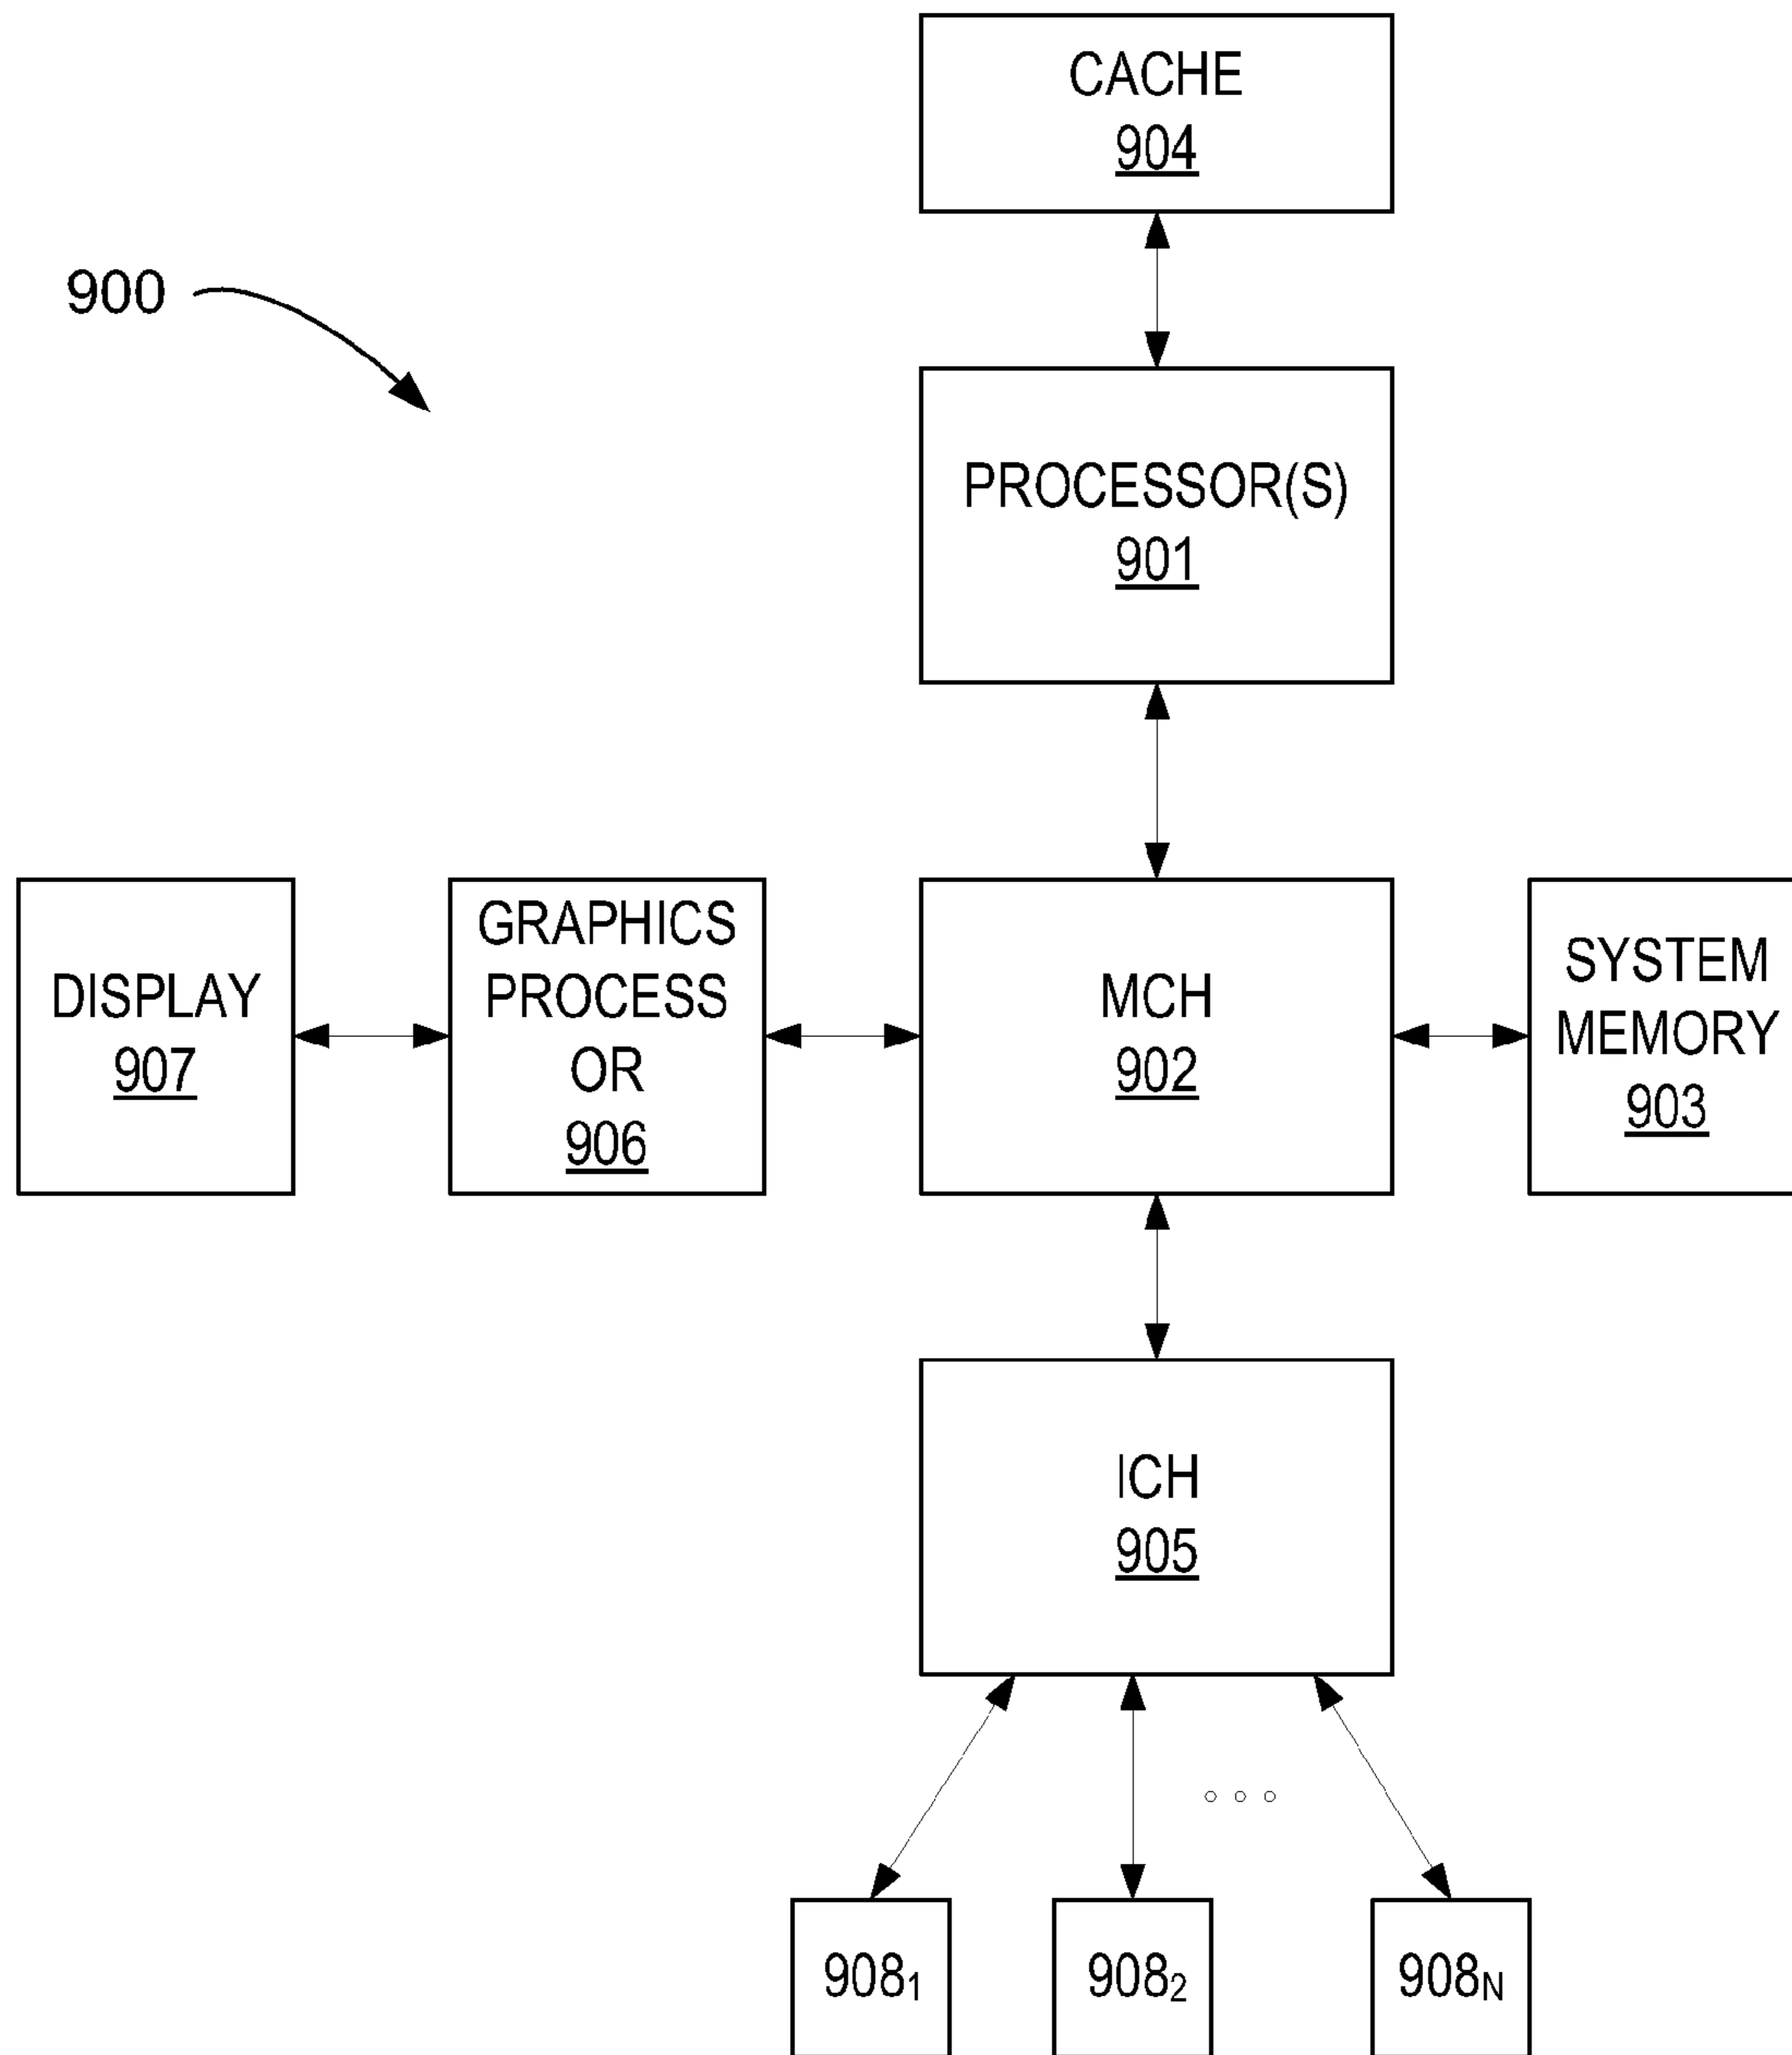 CACHE
904
900
PROCESSOR(S)
901
DISPLAY
907
GRAPHICS
PROCESS
OR
906
MCH
902
SYSTEM
MEMORY
903
ICH
905
908₁
908₂
908N